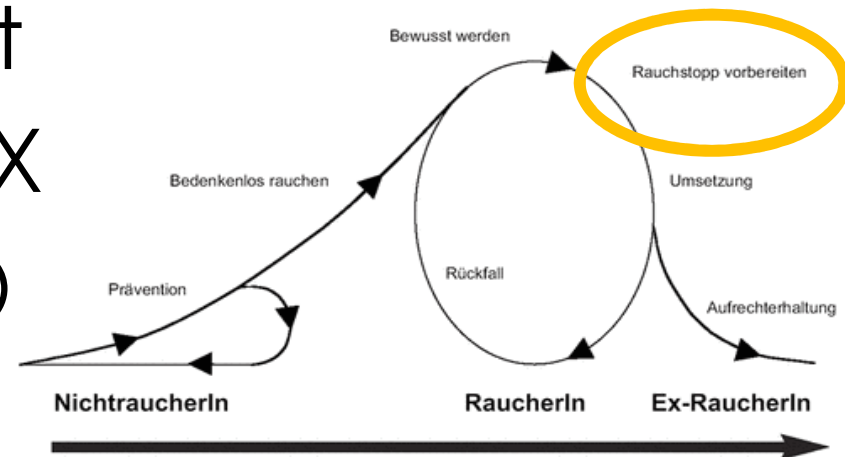 t
X
Bewusst werden
Rauchstopp vorbereiten
Bedenkenlos rauchen
Umsetzung
Rückfall
Prävention
Aufrechterhaltung
NichtraucherIn
RaucherIn
Ex-RaucherIn